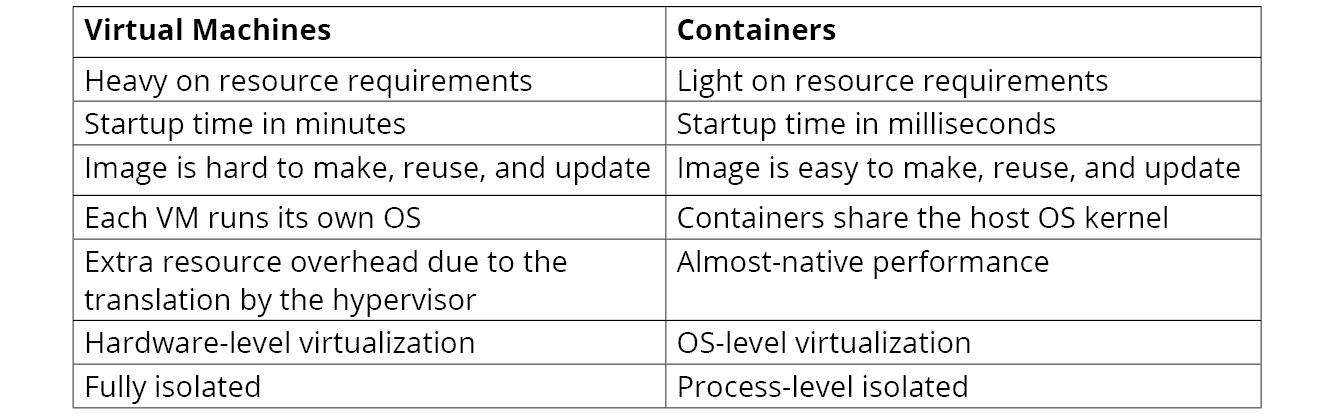 Virtual Machines
Containers
Heavy on resource requirements
Light on resource requirements
Startup time in minutes
Startup time in milliseconds
Image is hard to make, reuse, and update
Image is easy to make, reuse, and update
Each VM runs its own OS
Containers share the host OS kernel
Extra resource overhead due to the
translation by the hypervisor
Almost-native performance
Hardware-level virtualization
OS-level virtualization
Fully isolated
Process-level isolated